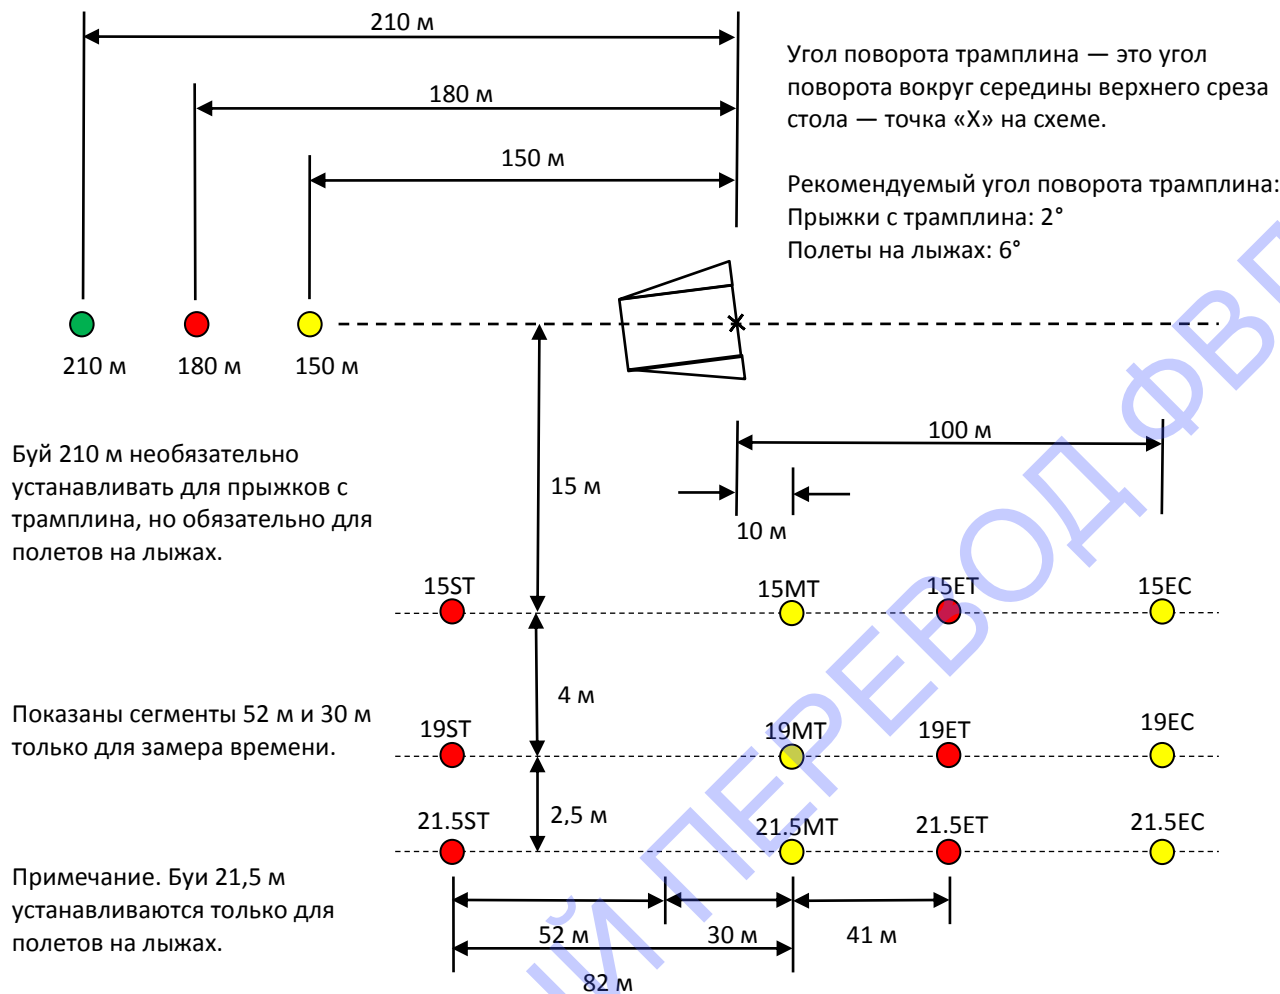 210 м
Угол поворота трамплина — это угол
поворота вокруг середины верхнего среза
стола — точка «X» на схеме.
180 м
150 м
Рекомендуемый угол поворота трамплина:
Прыжки с трамплина: 2°
Полеты на лыжах: 6°
210 м
180 м
150 м
100 м
Буй 210 м необязательно
устанавливать для прыжков с
трамплина, но обязательно для
полетов на лыжах.
15 м
10 м
15ST
15MT
15ET
15EC
4 м
Показаны сегменты 52 м и 30 м
только для замера времени.
19ST
19MT
19ET
19EC
2,5 м
21.5ST
21.5MT
21.5ET
21.5EC
Примечание. Буи 21,5 м
устанавливаются только для
полетов на лыжах.
52 м
30 м
41 м
82 м
ПЕРЕВОД